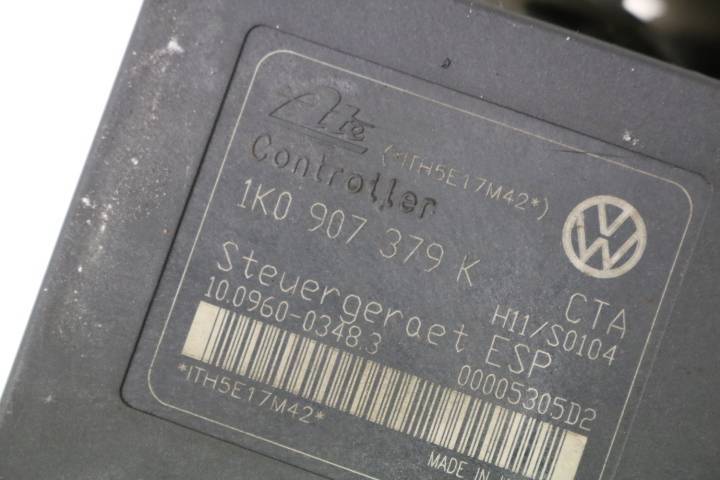 Ate
(*ITH5E17M42*)
Controller
1K0 907 379 K
CTA
Steuergeraet ESP
H11/S0104
10.0960-0348.3
00005305D2
*ITH5E17M42*
MADE IN